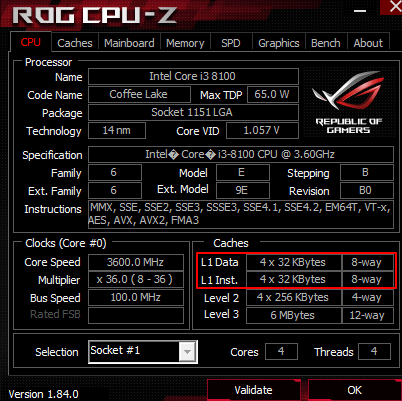 ROG CPU-Z
CPU Caches Mainboard Memory SPD Graphics Bench About
Processor
Name Intel Core i3 8100
Code Name Coffee Lake Max TDP 65.0 W
Package Socket 1151 LGA
Technology 14 nm Core VID 1.057 V
REPUBLIC OF
GAMERS
Specification Intel� Core� i3-8100 CPU @ 3.60GHz
Family 6 Model E Stepping B
Ext. Family 6 Ext. Model 9E Revision B0
Instructions MMX, SSE, SSE2, SSE3, SSSE3, SSE4.1, SSE4.2, EM64T, VT-x,
AES, AVX, AVX2, FMA3
Clocks (Core #0)
Core Speed 3600.0 MHz
Multiplier x 36.0 ( 8 - 36 )
Bus Speed 100.0 MHz
Rated FSB
Caches
L1 Data 4 x 32 KBytes 8-way
L1 Inst. 4 x 32 KBytes 8-way
Level 2 4 x 256 KBytes 4-way
Level 3 6 MBytes 12-way
Selection Socket #1 Cores 4 Threads 4
Version 1.84.0 Validate OK